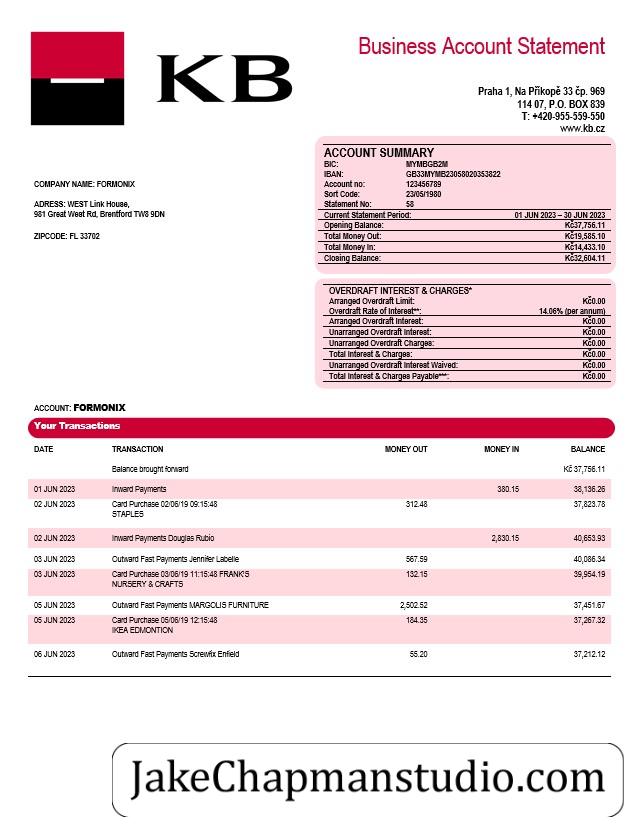 KB
Business Account Statement
Praha 1, Na Příkopě 33 čp. 969
114 07, P.O. BOX 839
T: +420-955-559-550
www.kb.cz
COMPANY NAME: FORMONIX
ADRESS: WEST Link House,
981 Great West Rd, Brentford TW8 9DN
ZIPCODE: FL 33702
ACCOUNT SUMMARY
BIC: MYMBGB2M
IBAN: GB33MYMB23058020353822
Account no: 123456789
Sort Code: 23/05/1980
Statement No: 58
Current Statement Period: 01 JUN 2023 – 30 JUN 2023
Opening Balance: Kč37,756.11
Total Money Out: Kč19,585.10
Total Money In: Kč14,433.10
Closing Balance: Kč32,604.11
OVERDRAFT INTEREST & CHARGES*
Arranged Overdraft Limit: Kč0.00
Overdraft Rate of Interest**: 14.06% (per annum)
Arranged Overdraft Interest: Kč0.00
Unarranged Overdraft Interest: Kč0.00
Unarranged Overdraft Charges: Kč0.00
Total Interest & Charges: Kč0.00
Unarranged Overdraft Interest Waived: Kč0.00
Total Interest & Charges Payable***: Kč0.00
ACCOUNT: FORMONIX
Your Transactions
DATE TRANSACTION MONEY OUT MONEY IN BALANCE
Balance brought forward Kč 37,756.11
01 JUN 2023 Inward Payments 380.15 38,136.26
02 JUN 2023 Card Purchase 02/06/19 09:15:48 312.48 37,823.78
STAPLES
02 JUN 2023 Inward Payments Douglas Rubio 2,830.15 40,653.93
03 JUN 2023 Outward Fast Payments Jennifer Labelle 567.59 40,086.34
03 JUN 2023 Card Purchase 03/06/19 11:15:48 FRANK'S 132.15 39,954.19
NURSERY & CRAFTS
05 JUN 2023 Outward Fast Payments MARGOLIS FURNITURE 2,502.52 37,451.67
05 JUN 2023 Card Purchase 05/06/19 12:15:48 184.35 37,267.32
IKEA EDMONTION
06 JUN 2023 Outward Fast Payments Screwfix Enfield 55.20 37,212.12
JakeChapmanstudio.com